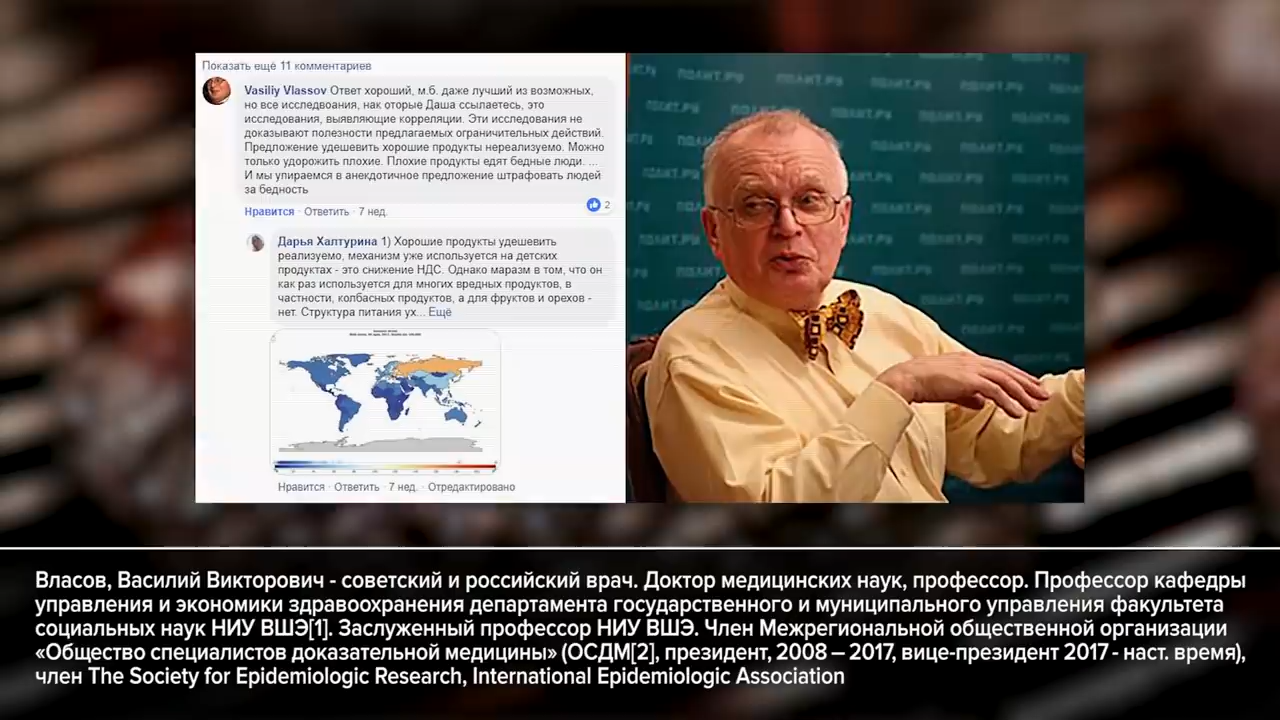 Показать ещё 11 комментариев
Vasiliy Vlassov Ответ хороший, м.б. даже лучший из возможных,
но все исследвоания, нак оторые Даша ссылаетесь, это
исследования, выявляющие корреляции. Эти исследования не
доказывают полезности предлагаемых ограничительных действий.
Предложение удешевить хорошие продукты нереализуемо. Можно
только удорожить плохие. Плохие продукты едят бедные люди. ...
И мы упираемся в анекдотичное предложение штрафовать людей
за бедность
Нравится · Ответить · 7 нед.
2
Дарья Халтурина 1) Хорошие продукты удешевить
реализуемо, механизм уже используется на детских
продуктах - это снижение НДС. Однако маразм в том, что он
как раз используется для многих вредных продуктов, в
частности, колбасных продуктов, а для фруктов и орехов -
нет. Структура питания ух... Ещё
Нравится · Ответить · 7 нед. · Отредактировано
ПОЛИТ.РУ
Власов, Василий Викторович - советский и российский врач. Доктор медицинских наук, профессор. Профессор кафедры
управления и экономики здравоохранения департамента государственного и муниципального управления факультета
социальных наук НИУ ВШЭ[1]. Заслуженный профессор НИУ ВШЭ. Член Межрегиональной общественной организации
«Общество специалистов доказательной медицины» (ОСДМ[2], президент, 2008 – 2017, вице-президент 2017 - наст. время),
член The Society for Epidemiologic Research, International Epidemiologic Association